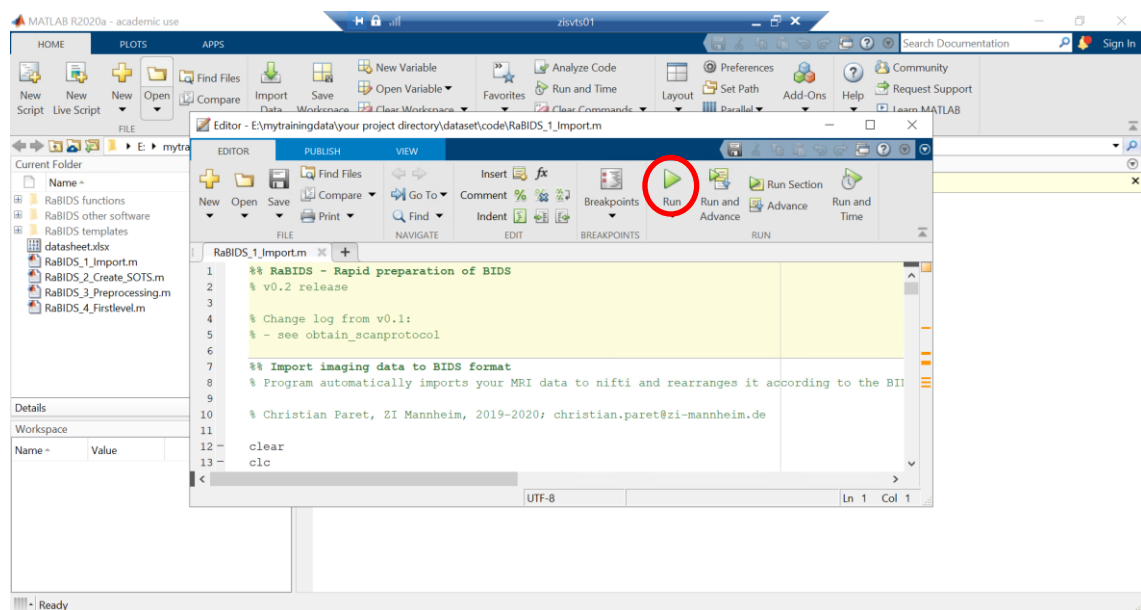 MATLAB R2020a - academic use
zisvts01
HOME PLOTS APPS
Search Documentation
Sign In
New Script
New Live Script
New
Open
Find Files
Compare
Import Data
Save Workspace
New Variable
Open Variable
Clear Workspace
Favorites
Analyze Code
Run and Time
Clear Commands
Layout
Preferences
Set Path
Parallel
Add-Ons
Help
Community
Request Support
Learn MATLAB
FILE
E: mytra
Current Folder
Name
RaBIDS functions
RaBIDS other software
RaBIDS templates
datasheet.xlsx
RaBIDS_1_Import.m
RaBIDS_2_Create_SOTS.m
RaBIDS_3_Preprocessing.m
RaBIDS_4_Firstlevel.m
Details
Workspace
Name Value
Editor - E:\mytrainingdata\your project directory\dataset\code\RaBIDS_1_Import.m
EDITOR PUBLISH VIEW
New
Open
Save
Find Files
Compare
Print
Go To
Find
Insert fx
Comment %
Indent
Breakpoints
Run
Run and Advance
Run Section
Advance
Run and Time
FILE NAVIGATE EDIT BREAKPOINTS RUN
RaBIDS_1_Import.m
1 %% RaBIDS - Rapid preparation of BIDS
2 % v0.2 release
3
4 % Change log from v0.1:
5 % - see obtain_scanprotocol
6
7 %% Import imaging data to BIDS format
8 % Program automatically imports your MRI data to nifti and rearranges it according to the BI
9
10 % Christian Paret, ZI Mannheim, 2019-2020; christian.paret@zi-mannheim.de
11
12 clear
13 clc
UTF-8
Ln 1 Col 1
Ready